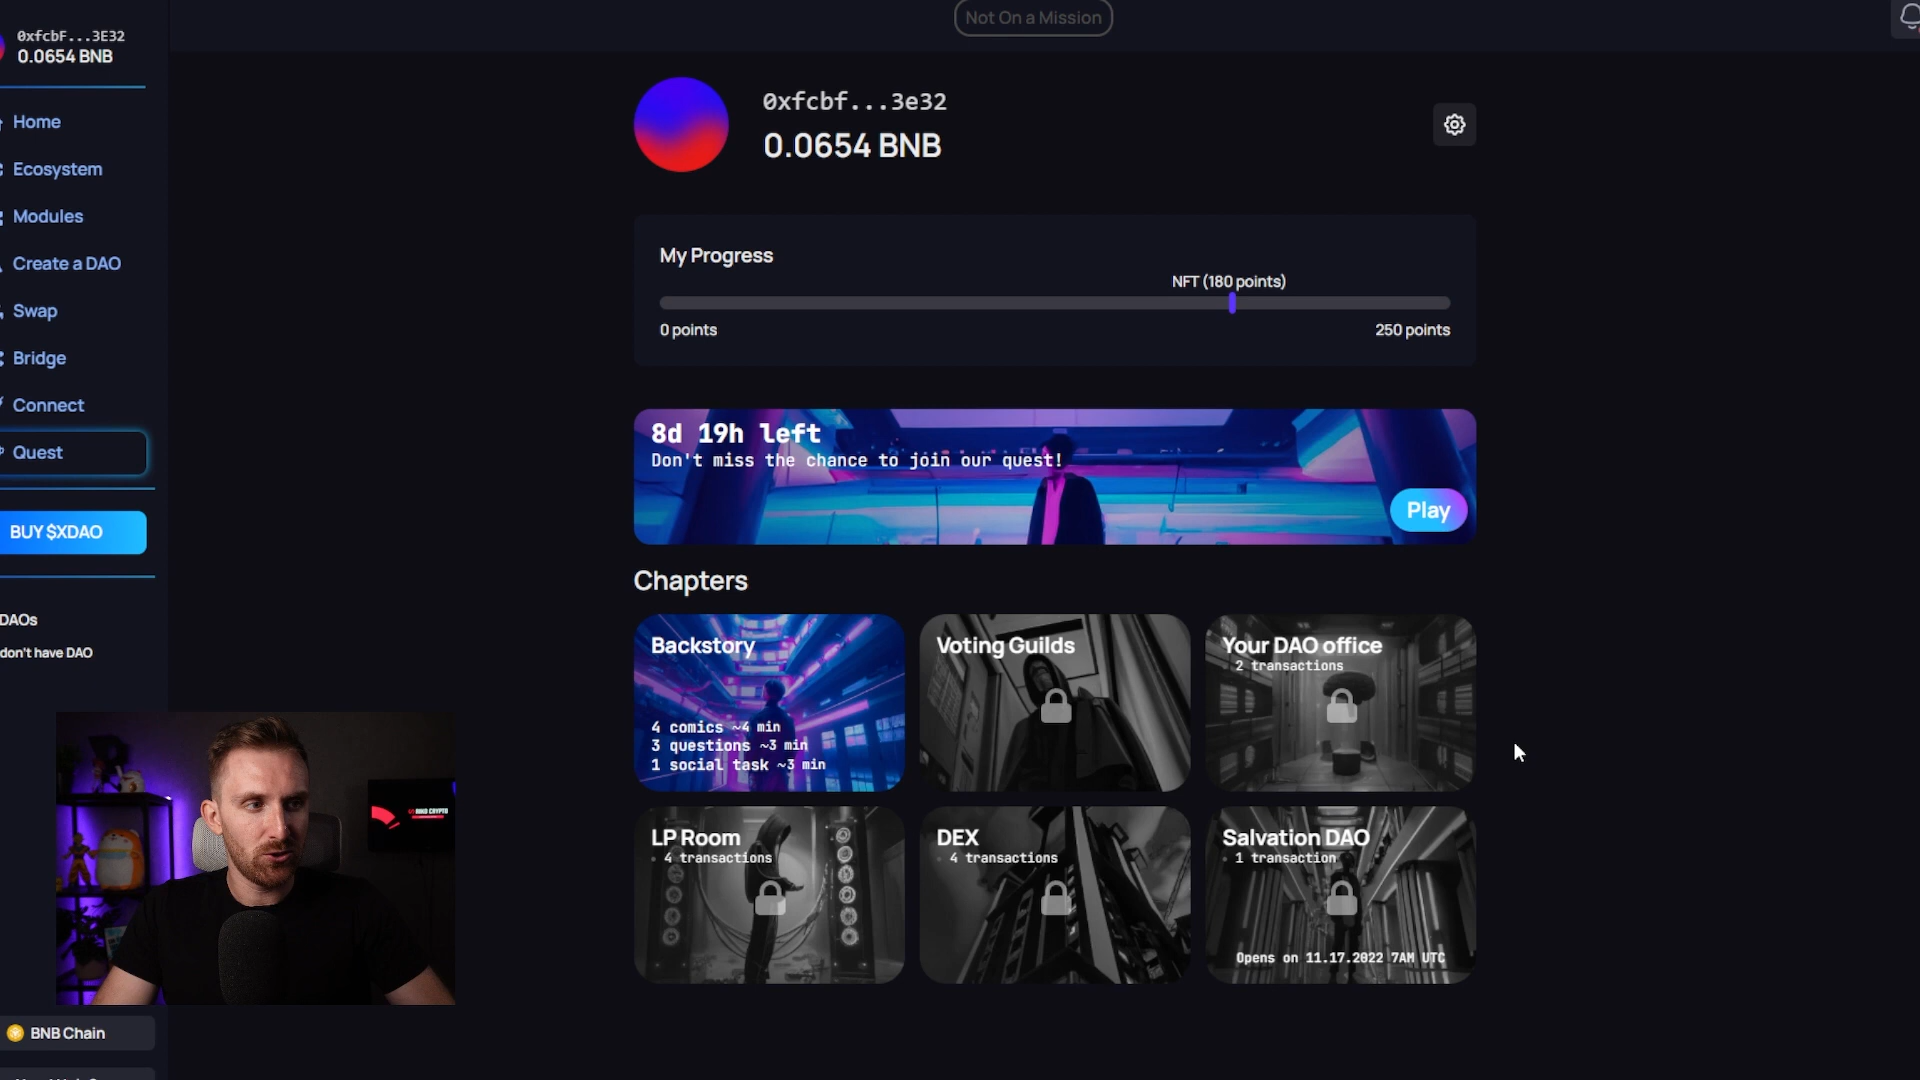 0xfcbF...3E32
0.0654 BNB
Home
Ecosystem
Modules
Create a DAO
Swap
Bridge
Connect
Quest
BUY $XDAO
DAOs
don't have DAO
BNB Chain
Not On a Mission
0xfcbf...3e32
0.0654 BNB
My Progress
NFT (180 points)
0 points
250 points
8d 19h left
Don't miss the chance to join our quest!
Play
Chapters
Backstory
4 comics ~4 min
3 questions ~3 min
1 social task ~3 min
Voting Guilds
Your DAO office
2 transactions
LP Room
• 4 transactions
DEX
• 4 transactions
Salvation DAO
• 1 transaction
Opens on 11.17.2022 7AM UTC